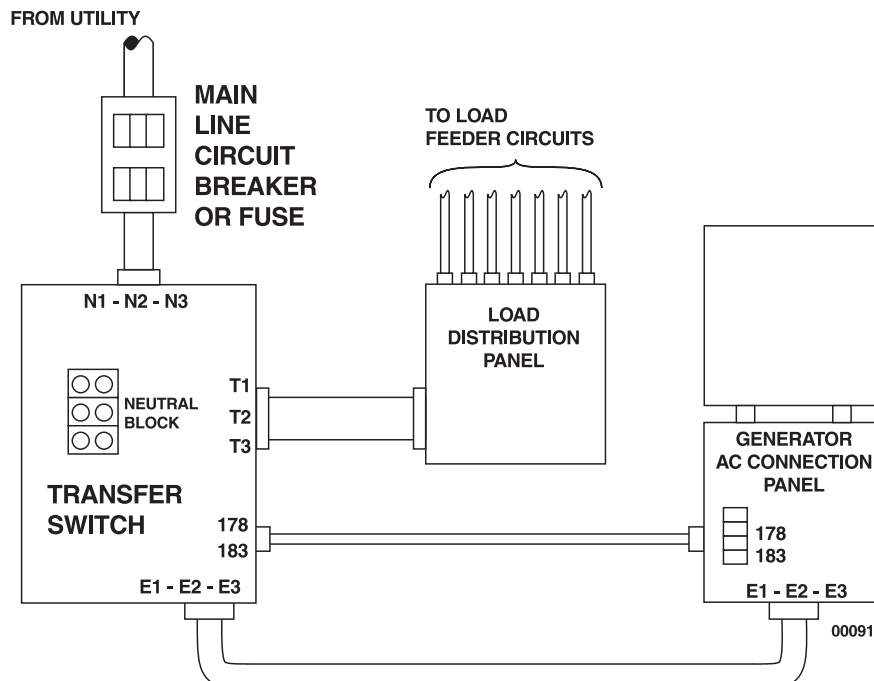 FROM UTILITY
MAIN
LINE
CIRCUIT
BREAKER
OR FUSE
TO LOAD
FEEDER CIRCUITS
N1 - N2 - N3
NEUTRAL
BLOCK
T1
T2
T3
LOAD
DISTRIBUTION
PANEL
GENERATOR
AC CONNECTION
PANEL
TRANSFER
SWITCH
178
183
178
183
E1 - E2 - E3
E1 - E2 - E3
00091